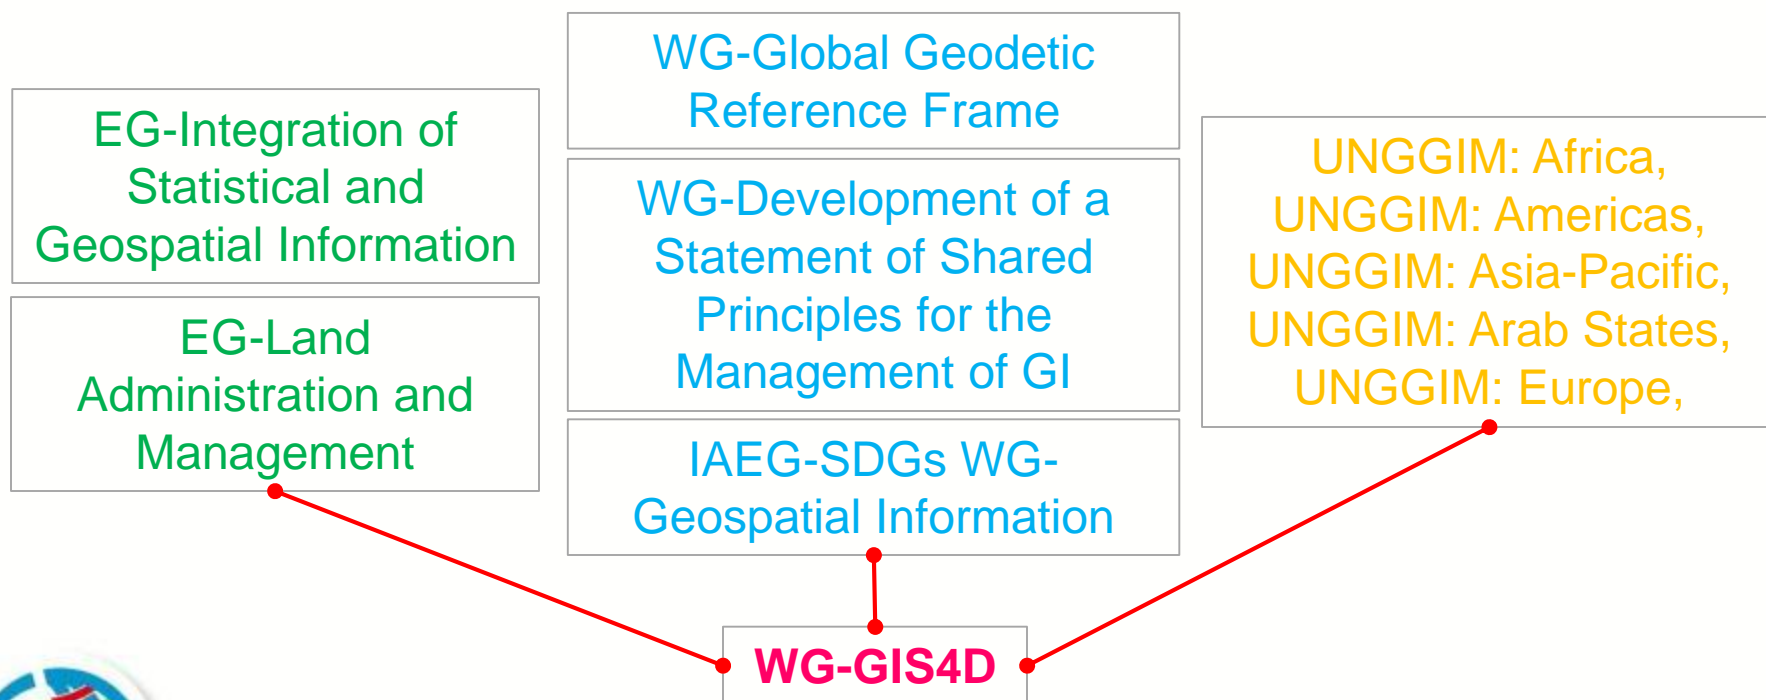 EG-Integration of
Statistical and
Geospatial Information
EG-Land
Administration and
Management
WG-Global Geodetic
Reference Frame
WG-Development of a
Statement of Shared
Principles for the
Management of GI
IAEG-SDGs WG-
Geospatial Information
UNGGIM: Africa,
UNGGIM: Americas,
UNGGIM: Asia-Pacific,
UNGGIM: Arab States,
UNGGIM: Europe,
WG-GIS4D